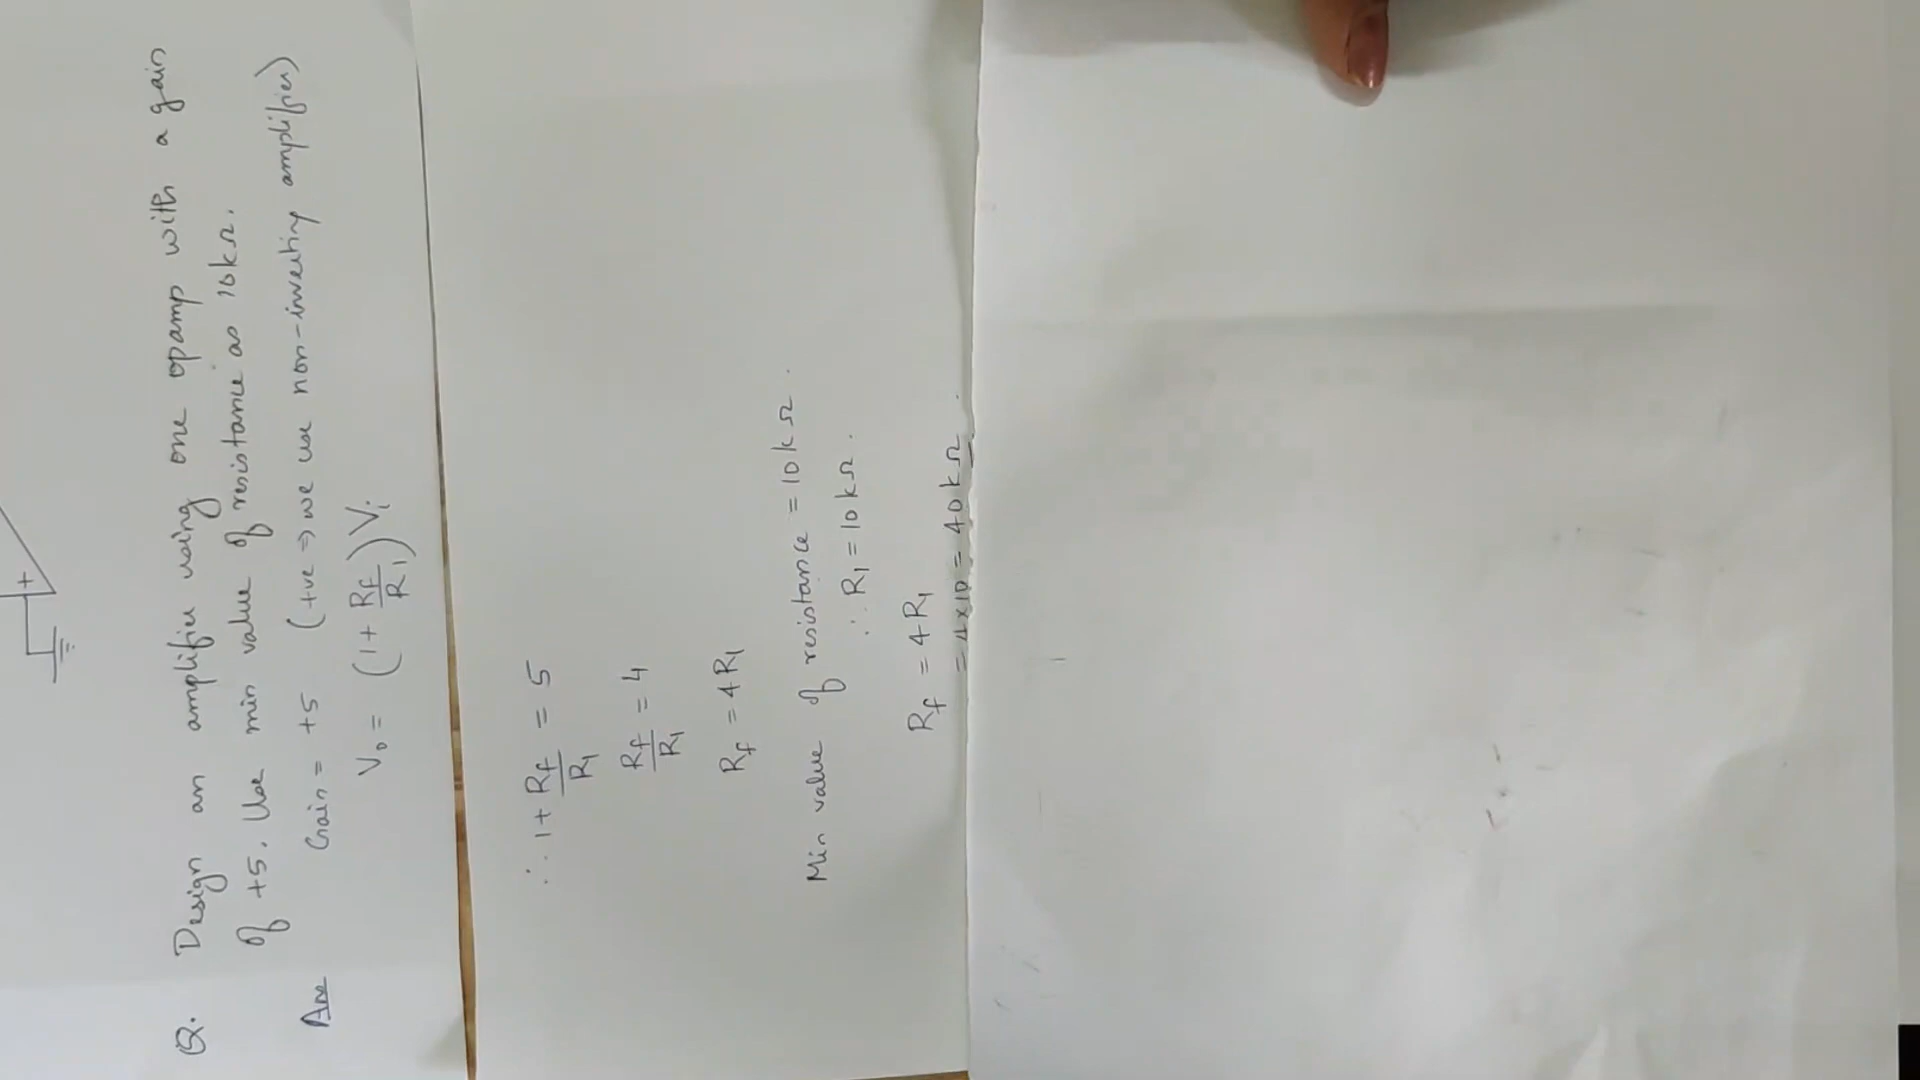 +
Q. Design an amplifier using one opamp with a gain
of +5. Use min value of resistance as 10kΩ.
Ans Gain = +5 (+ve ⇒ we use non-inverting amplifier)
V₀ = (1 + Rf/R₁) Vi
∴ 1 + Rf/R₁ = 5
Rf/R₁ = 4
Rf = 4R₁
Min value of resistance = 10kΩ.
∴ R₁ = 10kΩ.
Rf = 4R₁
= 4×10 = 40kΩ.